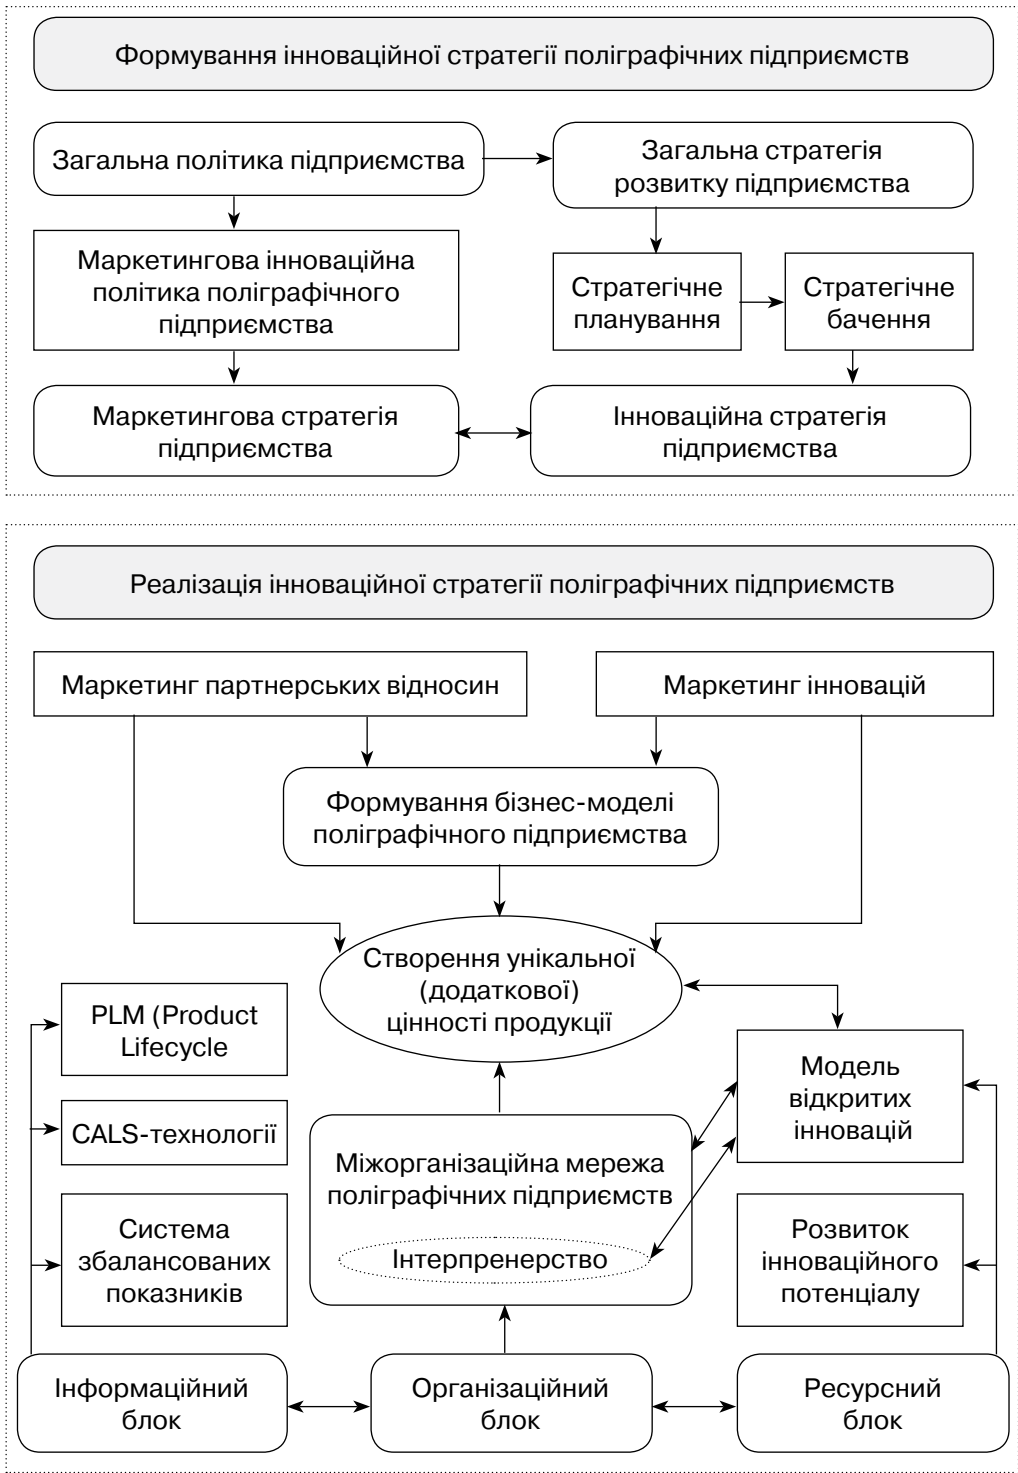 Формування інноваційної стратегії поліграфічних підприємств
Загальна політика підприємства
Загальна стратегія
розвитку підприємства
Маркетингова інноваційна
політика поліграфічного
підприємства
Стратегічне
планування
Стратегічне
бачення
Маркетингова стратегія
підприємства
Інноваційна стратегія
підприємства
Реалізація інноваційної стратегії поліграфічних підприємств
Маркетинг партнерських відносин
Маркетинг інновацій
Формування бізнес-моделі
поліграфічного підприємства
Створення унікальної
(додаткової)
цінності продукції
PLM (Product
Lifecycle
CALS-технології
Система
збалансованих
показників
Міжорганізаційна мережа
поліграфічних підприємств
Інтерпренерство
Модель
відкритих
інновацій
Розвиток
інноваційного
потенціалу
Інформаційний
блок
Організаційний
блок
Ресурсний
блок